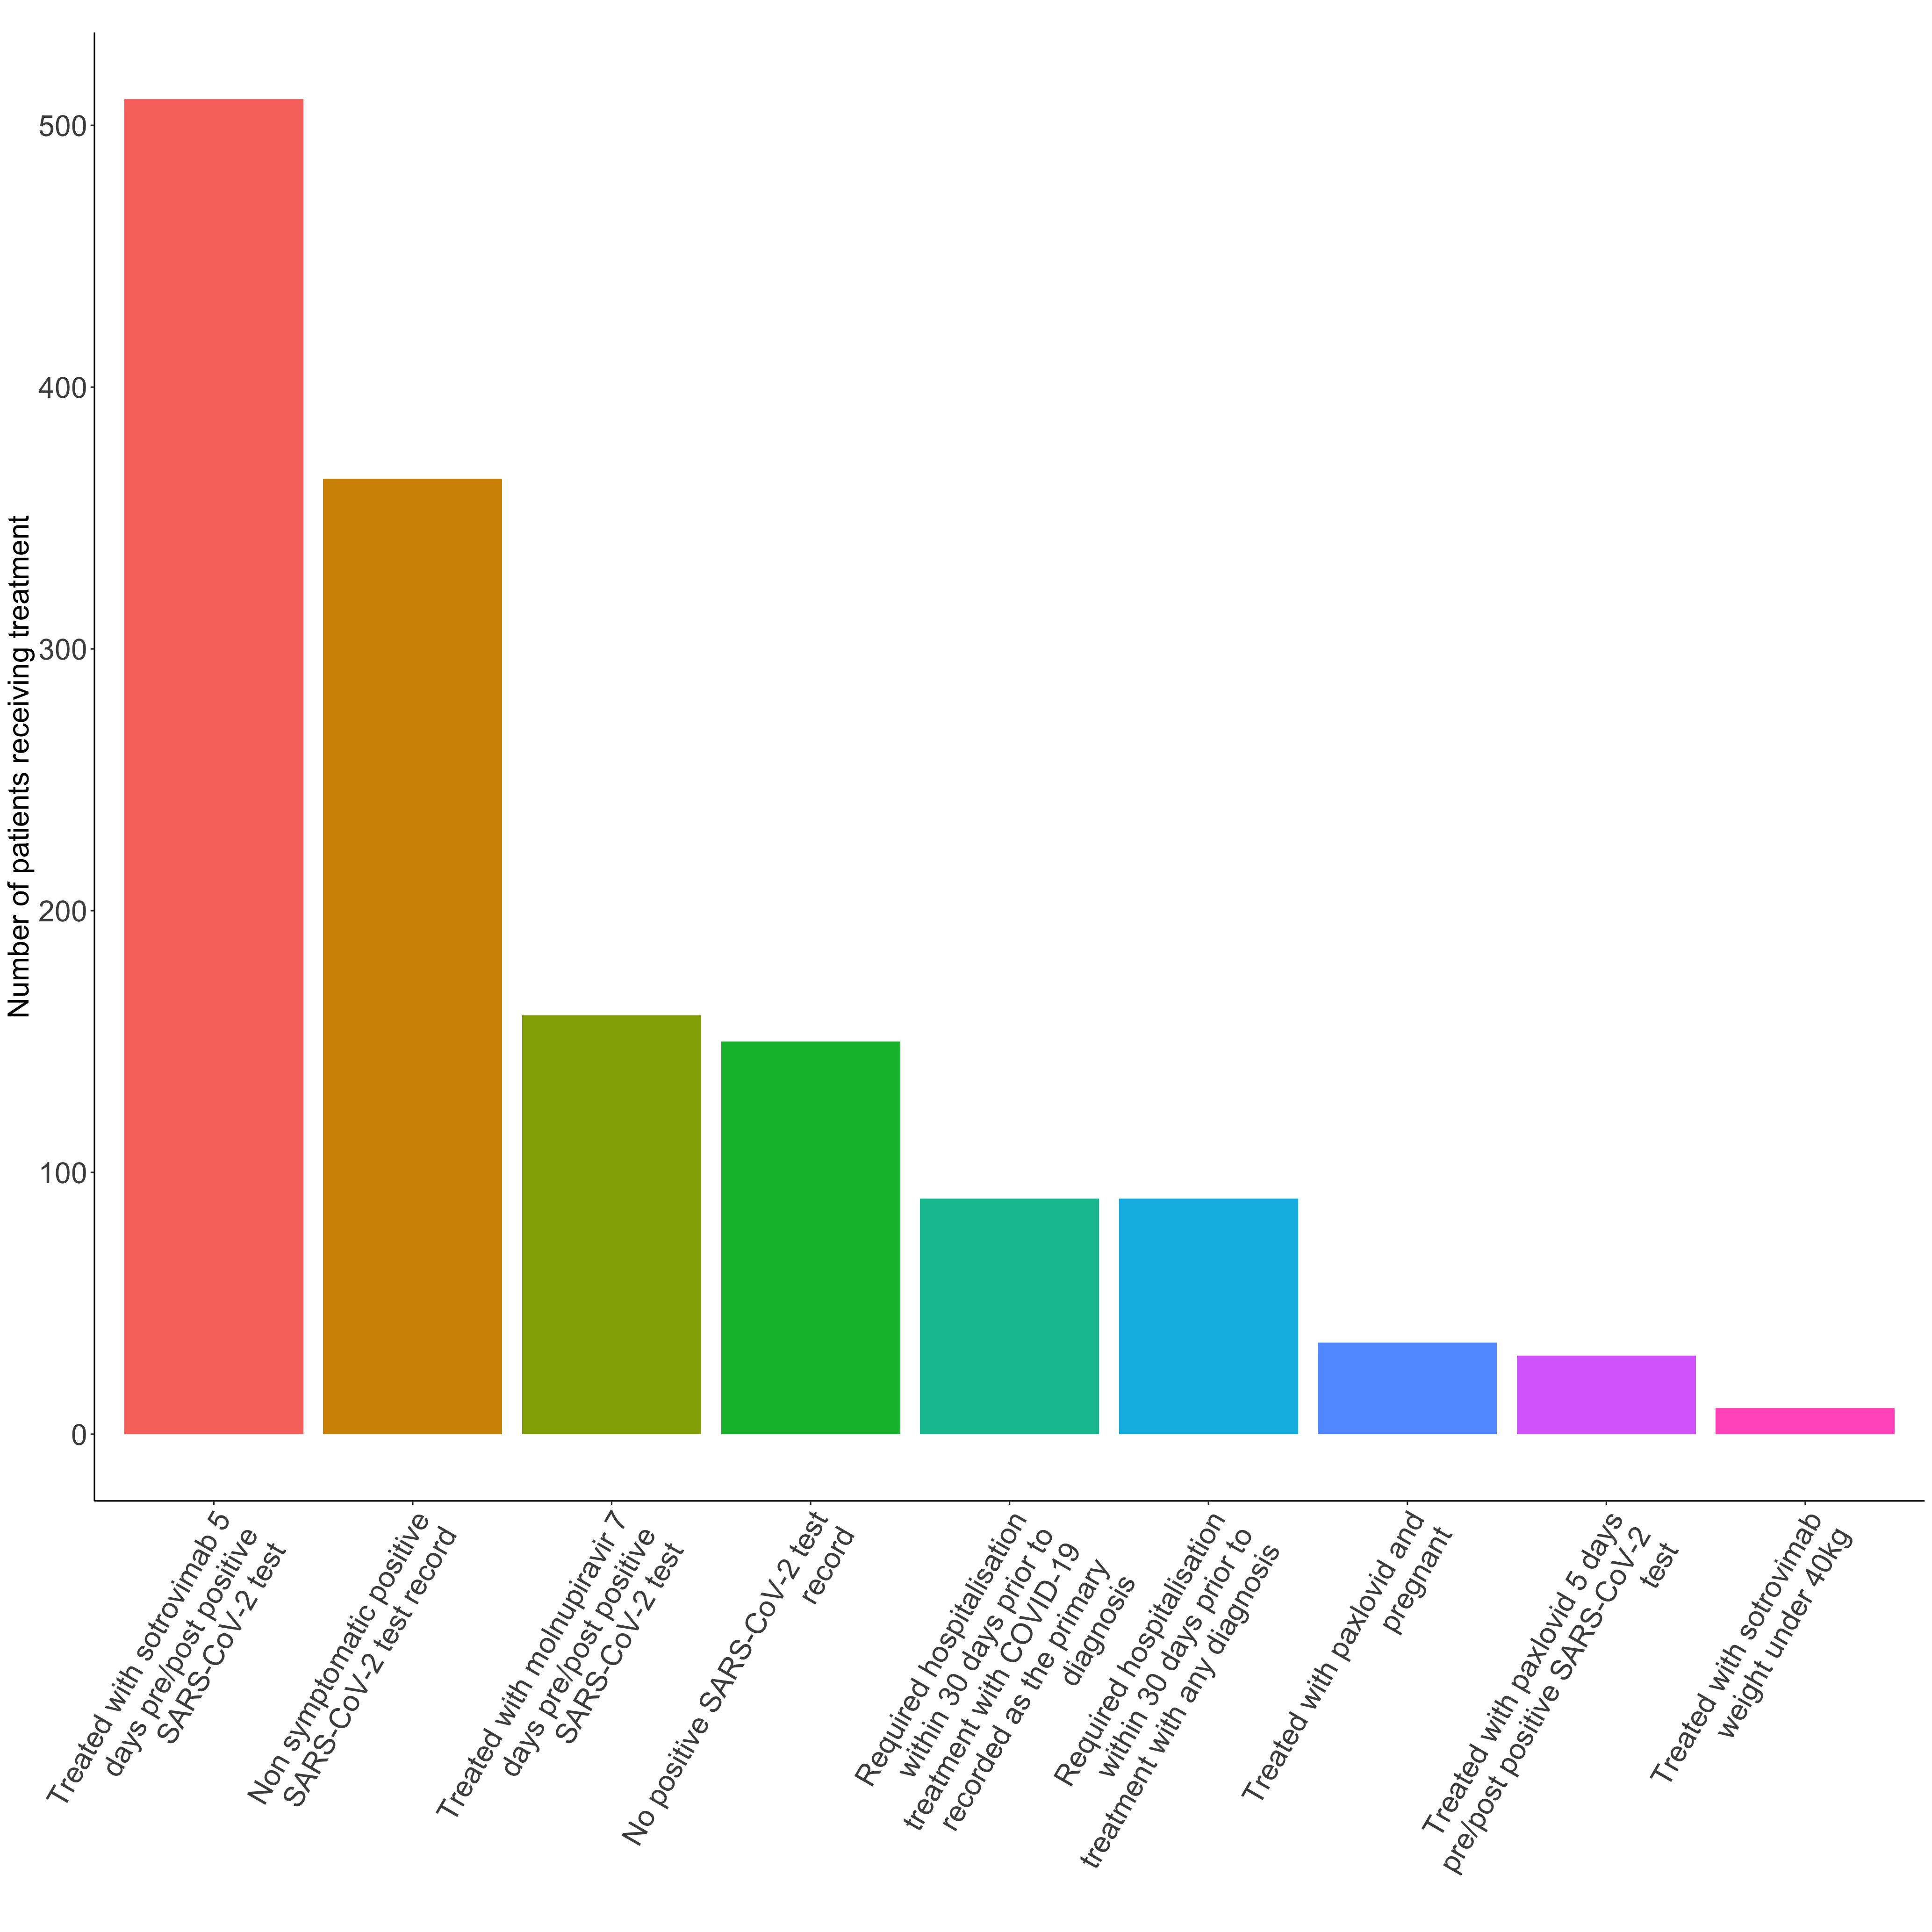 Number of patients receiving treatment
500
400
300
200
100
0
Treated with sotrovimab 5
days pre/post positive
SARS-CoV-2 test
Non symptomatic positive
SARS-CoV-2 test record
Treated with molnupiravir 7
days pre/post positive
SARS-CoV-2 test
No positive SARS-CoV-2 test
record
Required hospitalisation
within 30 days prior to
treatment with COVID-19
recorded as the primary
diagnosis
Required hospitalisation
within 30 days prior to
treatment with any diagnosis
Treated with paxlovid and
pregnant
Treated with paxlovid 5 days
pre/post positive SARS-CoV-2
test
Treated with sotrovimab
weight under 40kg